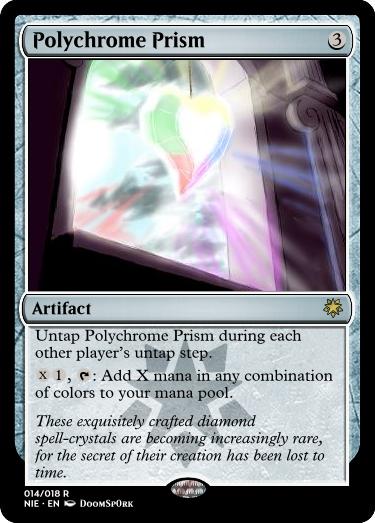 Polychrome Prism 3
Artifact
Untap Polychrome Prism during each
other player's untap step.
X 1, : Add X mana in any combination
of colors to your mana pool.
These exquisitely crafted diamond
spell-crystals are becoming increasingly rare,
for the secret of their creation has been lost to
time.
014/018 R
NIE • EN DoomSp0rk